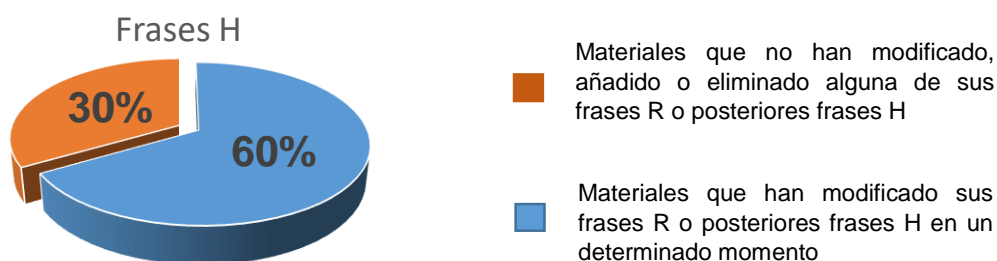 Frases H
30%
60%
Materiales que no han modificado,
añadido o eliminado alguna de sus
frases R o posteriores frases H
Materiales que han modificado sus
frases R o posteriores frases H en un
determinado momento